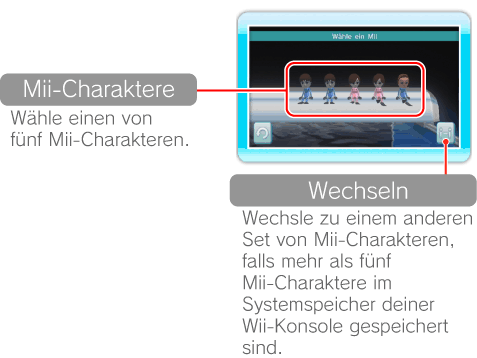 Wähle ein Mii
Mii-Charaktere
Wähle einen von
fünf Mii-Charakteren.
Wechseln
Wechsle zu einem anderen
Set von Mii-Charakteren,
falls mehr als fünf
Mii-Charaktere im
Systemspeicher deiner
Wii-Konsole gespeichert
sind.